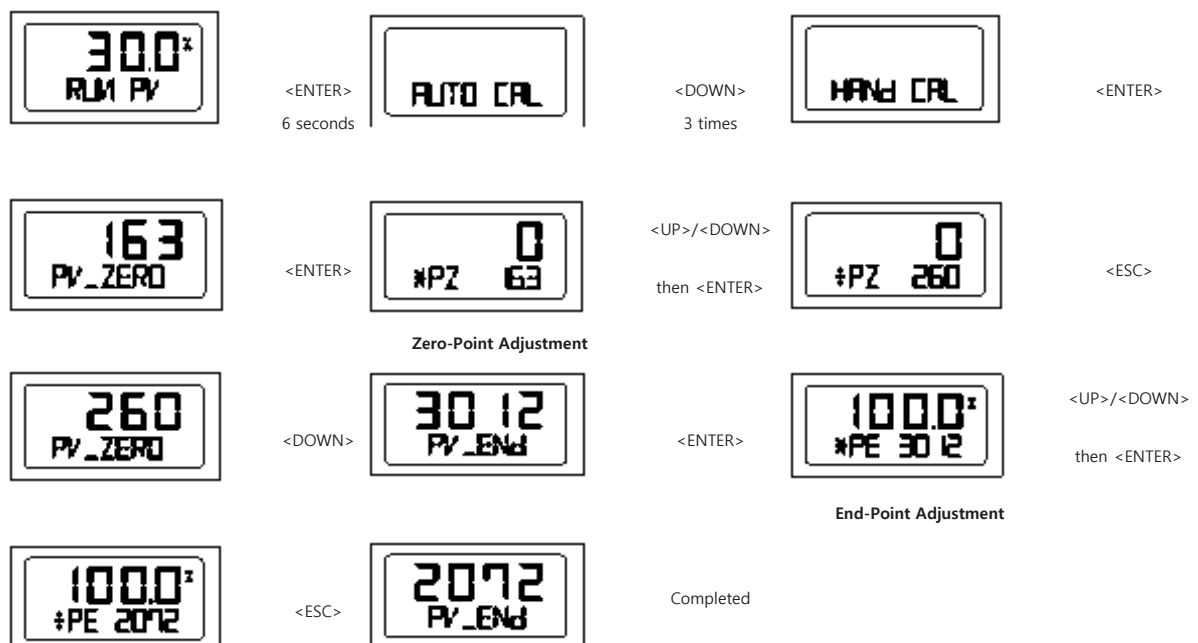 30.0%
RUN PV
<ENTER>
6 seconds
AUTO CAL
<DOWN>
3 times
HANd CAL
<ENTER>
163
PV_ZERO
<ENTER>
0
*PZ 163
<UP>/<DOWN>
then <ENTER>
0
‡PZ 260
<ESC>
Zero-Point Adjustment
260
PV_ZERO
<DOWN>
3012
PV_ENd
<ENTER>
100.0%
*PE 3012
<UP>/<DOWN>
then <ENTER>
End-Point Adjustment
100.0%
‡PE 2072
<ESC>
2072
PV_ENd
Completed